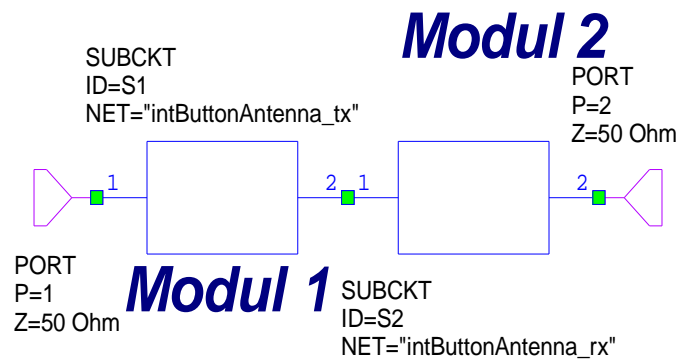 Modul 2
SUBCKT
ID=S1
NET="intButtonAntenna_tx"
PORT
P=2
Z=50 Ohm
1
2
1
2
PORT
P=1
Z=50 Ohm
Modul 1
SUBCKT
ID=S2
NET="intButtonAntenna_rx"